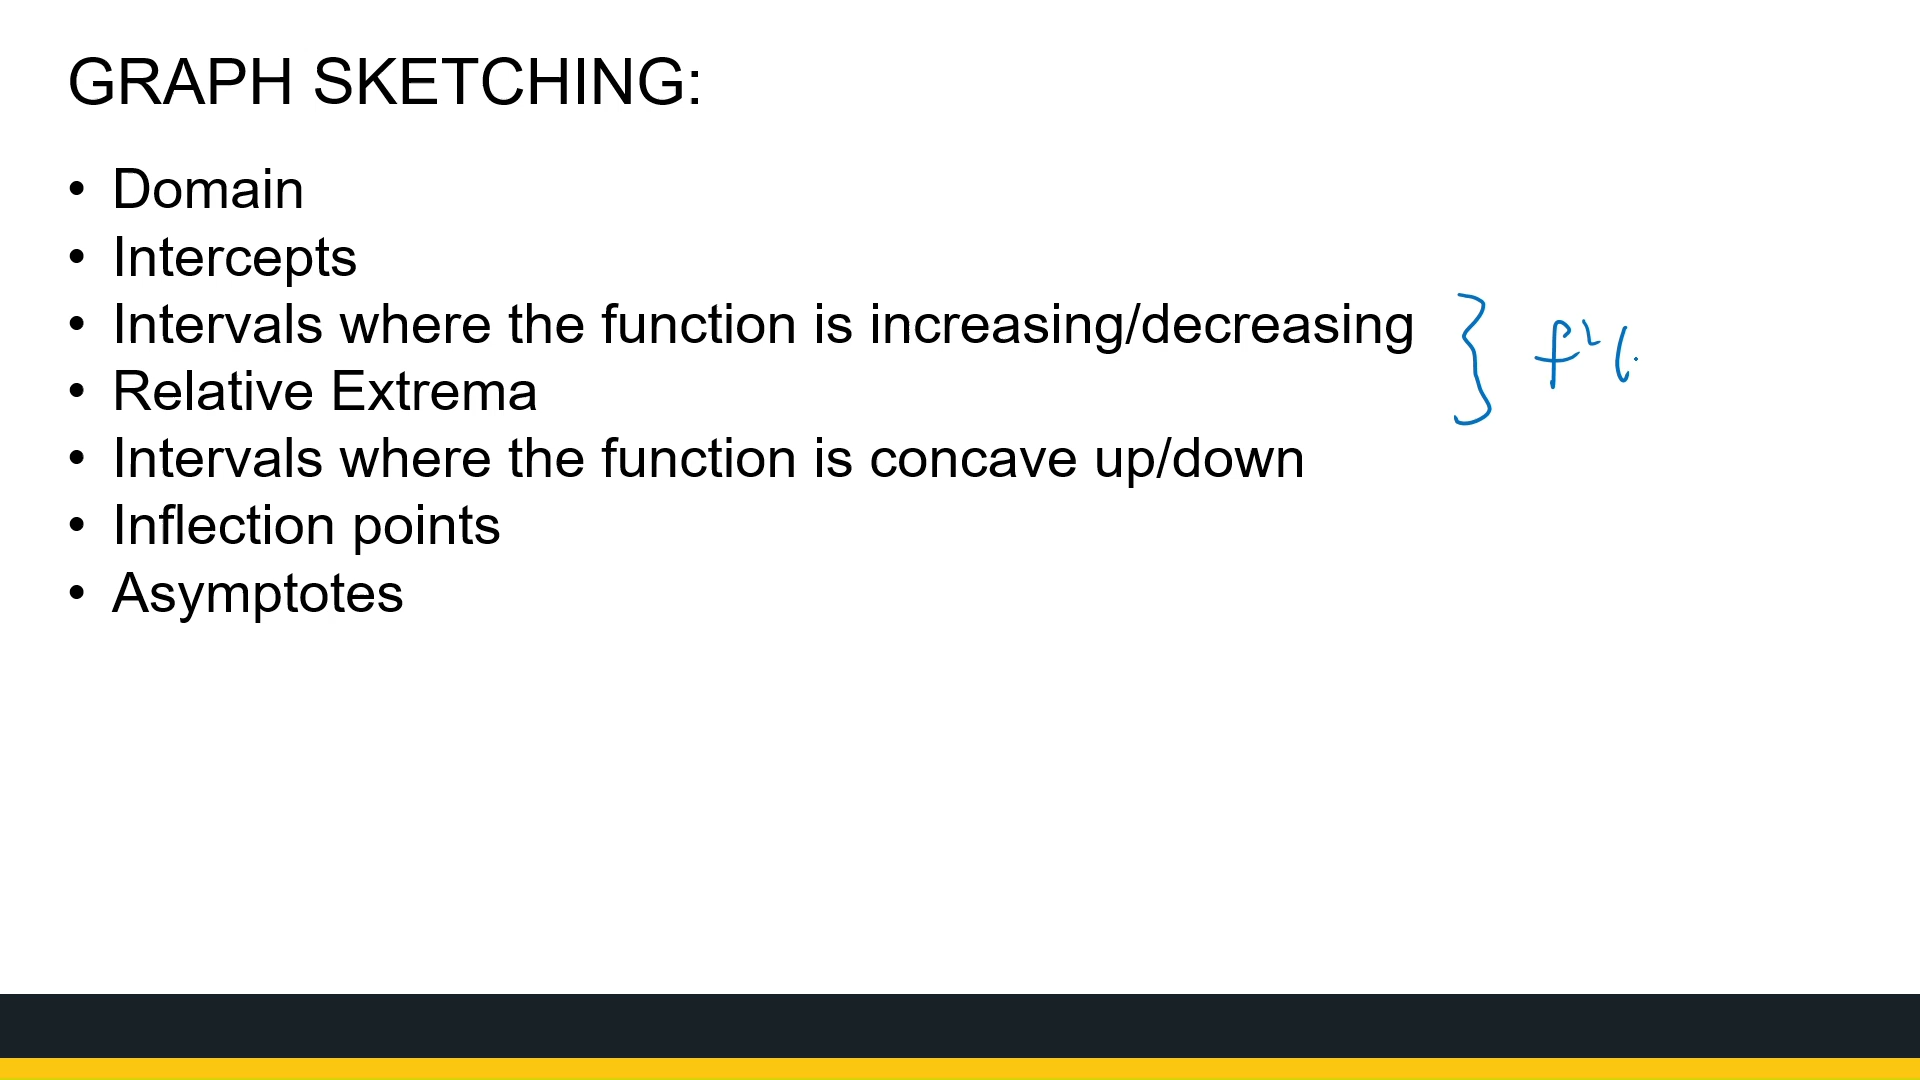 GRAPH SKETCHING:
• Domain
• Intercepts
• Intervals where the function is increasing/decreasing
• Relative Extrema
• Intervals where the function is concave up/down
• Inflection points
• Asymptotes